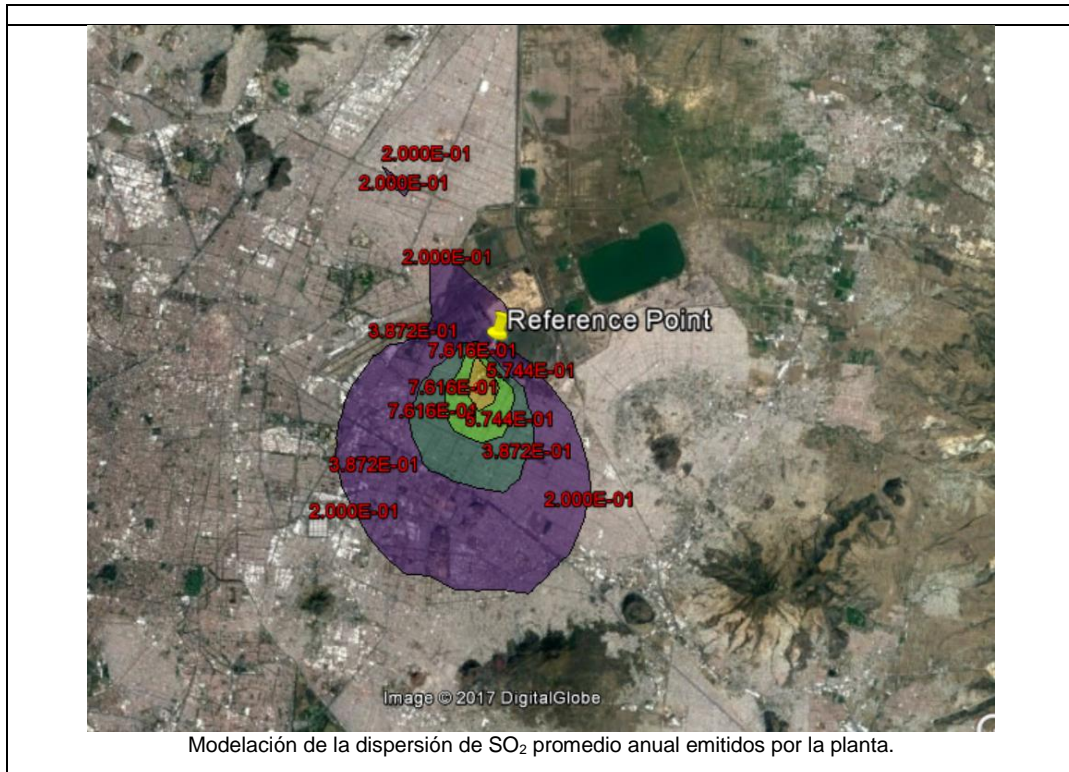 2.000E-01
2.000E-01
2.000E-01
Reference Point
3.872E-01
7.616E-01
5.744E-01
7.616E-01
7.616E-01
5.744E-01
3.872E-01
3.872E-01
2.000E-01
2.000E-01
Image © 2017 DigitalGlobe
Modelación de la dispersión de SO₂ promedio anual emitidos por la planta.